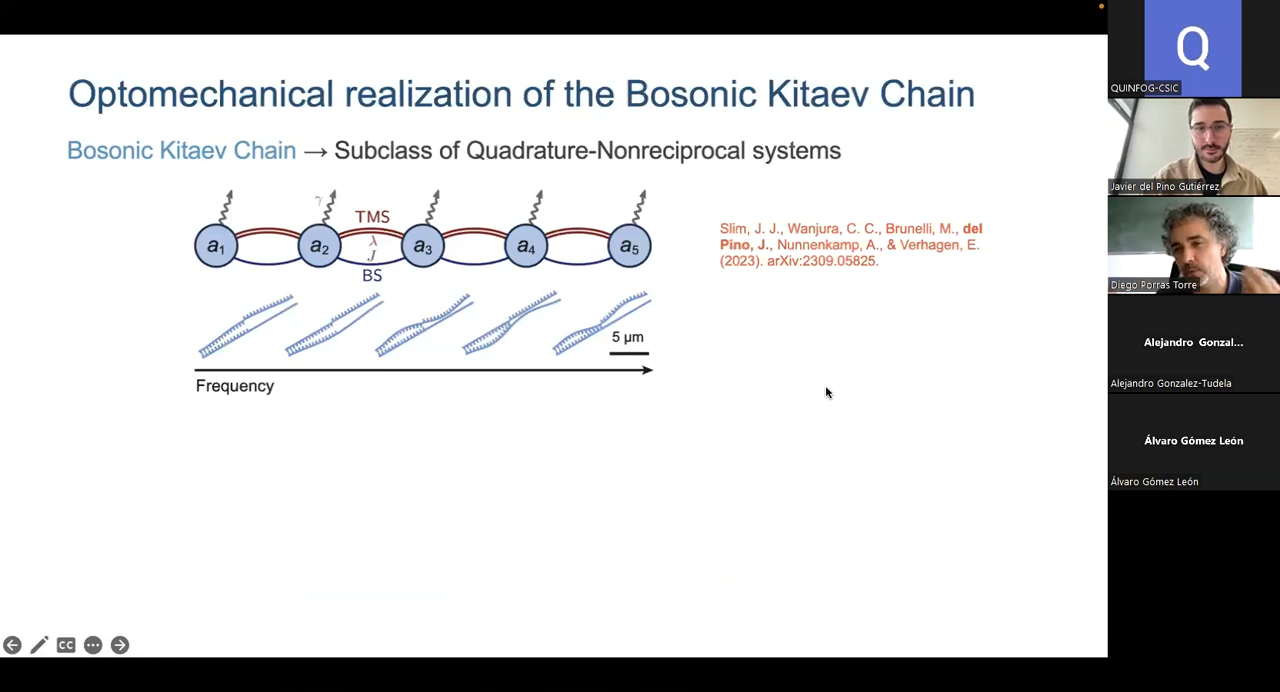 Optomechanical realization of the Bosonic Kitaev Chain
Bosonic Kitaev Chain → Subclass of Quadrature-Nonreciprocal systems
γ
TMS
a1 a2 λ a3 a4 a5
J
BS
5 μm
Frequency
Slim, J. J., Wanjura, C. C., Brunelli, M., del
Pino, J., Nunnenkamp, A., & Verhagen, E.
(2023). arXiv:2309.05825.
CC
Q
QUINFOG-CSIC
Javier del Pino Gutiérrez
Diego Porras Torre
Alejandro Gonzal...
Alejandro Gonzalez-Tudela
Álvaro Gómez León
Álvaro Gómez León